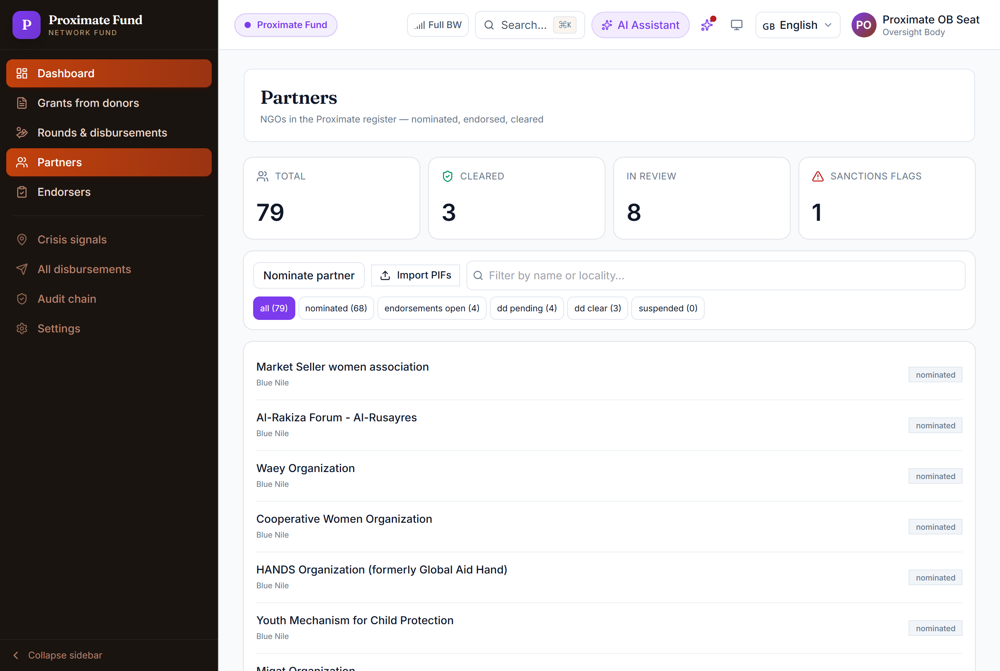 P
Proximate Fund
NETWORK FUND
Dashboard
Grants from donors
Rounds & disbursements
Partners
Endorsers
Crisis signals
All disbursements
Audit chain
Settings
Collapse sidebar
Proximate Fund
Full BW
Search...
⌘K
AI Assistant
GB English
PO
Proximate OB Seat
Oversight Body
Partners
NGOs in the Proximate register — nominated, endorsed, cleared
TOTAL
79
CLEARED
3
IN REVIEW
8
SANCTIONS FLAGS
1
Nominate partner
Import PIFs
Filter by name or locality...
all (79)
nominated (68)
endorsements open (4)
dd pending (4)
dd clear (3)
suspended (0)
Market Seller women association
Blue Nile
nominated
Al-Rakiza Forum - Al-Rusayres
Blue Nile
nominated
Waey Organization
Blue Nile
nominated
Cooperative Women Organization
Blue Nile
nominated
HANDS Organization (formerly Global Aid Hand)
Blue Nile
nominated
Youth Mechanism for Child Protection
Blue Nile
nominated
Organization